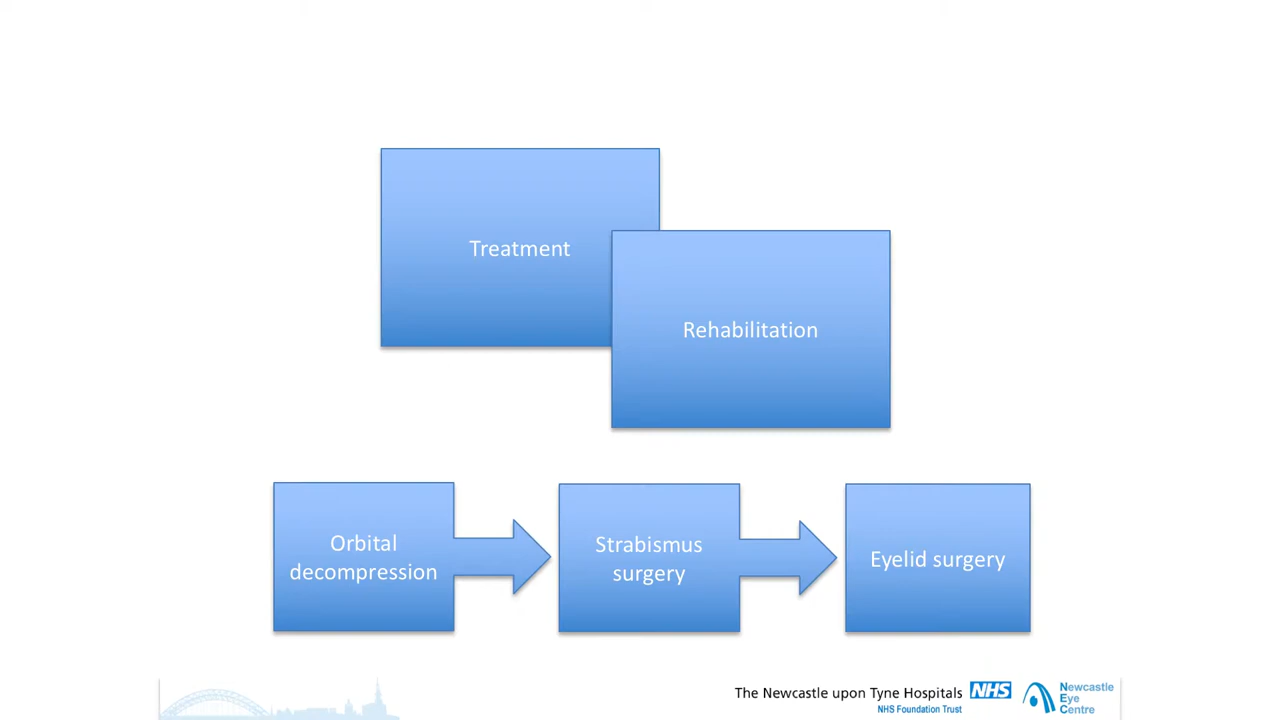 Treatment
Rehabilitation
Orbital
decompression
Strabismus
surgery
Eyelid surgery
The Newcastle upon Tyne Hospitals NHS
NHS Foundation Trust
Newcastle
Eye
Centre